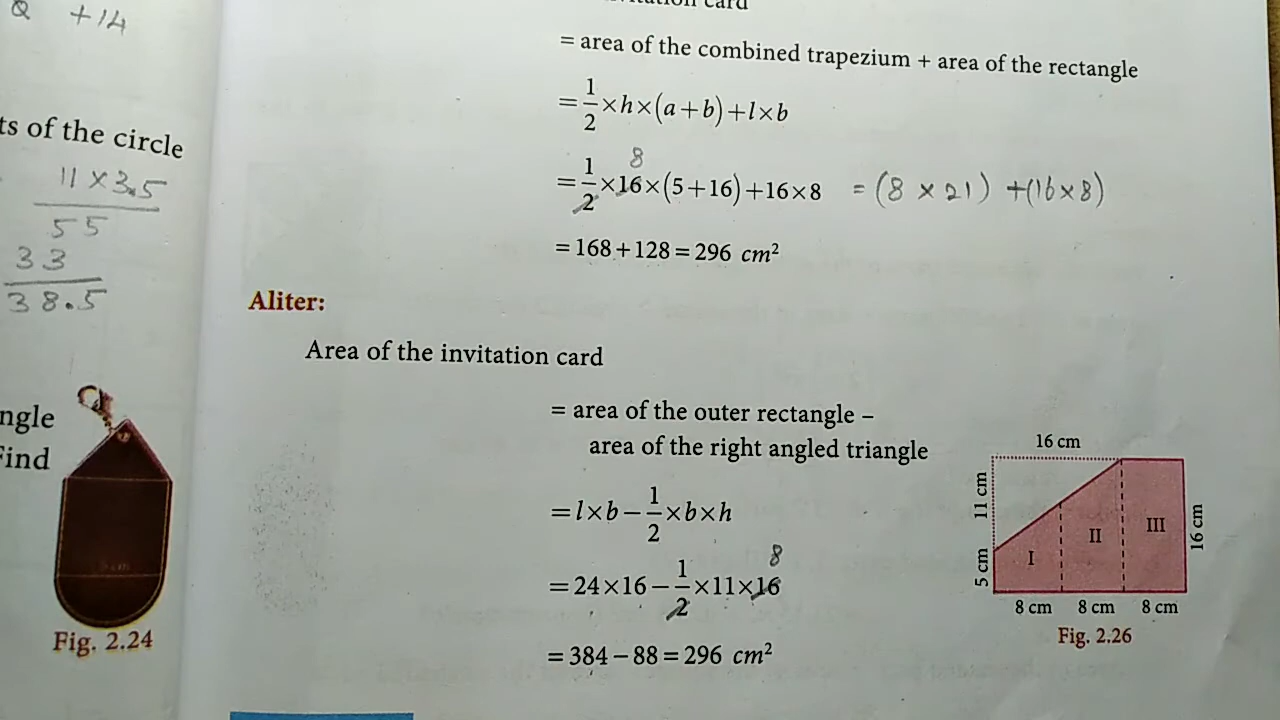 +14
ts of the circle
11 × 3.5
55
33
38.5
ngle
Find
Fig. 2.24
card
= area of the combined trapezium + area of the rectangle
= 1/2 × h × (a + b) + l × b
8
= 1/2 × 16 × (5 + 16) + 16 × 8 = (8 × 21) + (16 × 8)
= 168 + 128 = 296 cm²
Aliter:
Area of the invitation card
= area of the outer rectangle –
area of the right angled triangle
= l × b − 1/2 × b × h
8
= 24 × 16 − 1/2 × 11 × 16
= 384 − 88 = 296 cm²
16 cm
11 cm
5 cm
I
II
III
16 cm
8 cm 8 cm 8 cm
Fig. 2.26